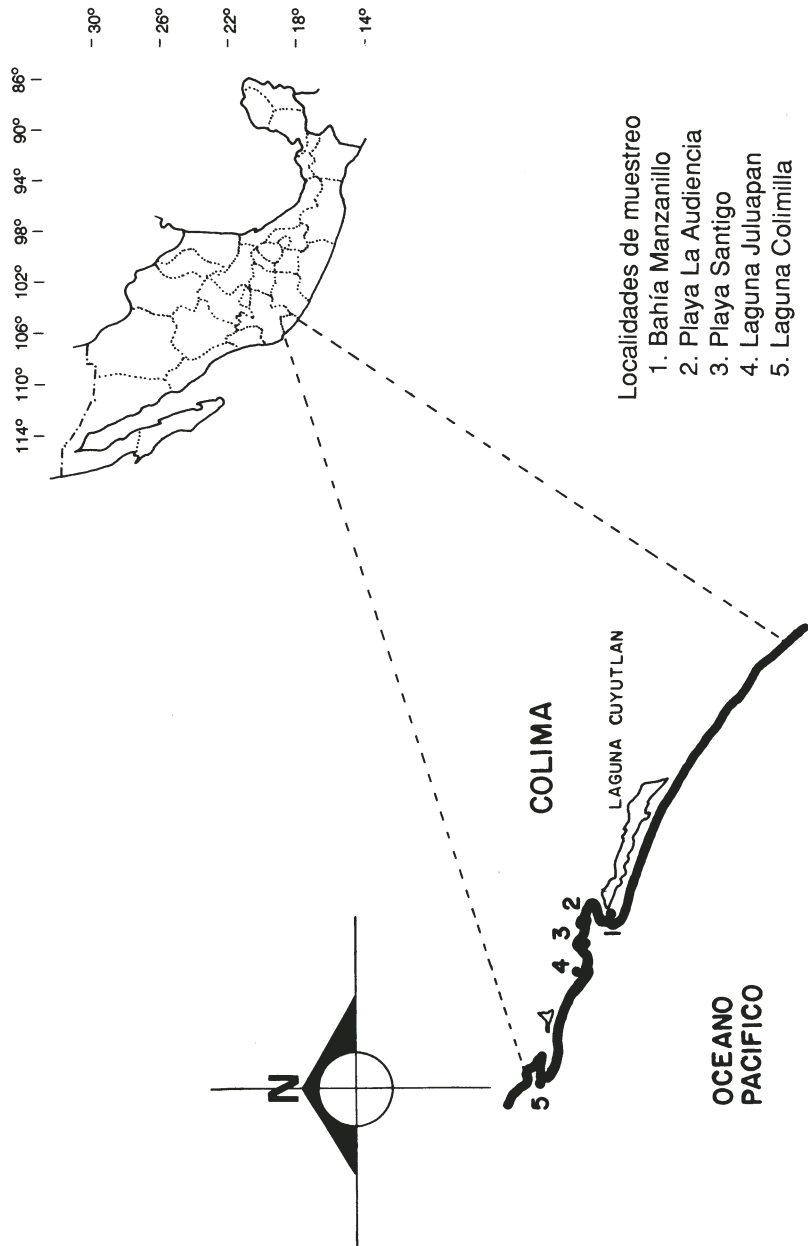 86°
90°
94°
98°
102°
106°
110°
114°
- 30°
- 26°
- 22°
- 18°
- 14°
N
COLIMA
LAGUNA CUYUTLAN
5
4
3
2
1
OCEANO
PACIFICO
Localidades de muestreo
1. Bahía Manzanillo
2. Playa La Audiencia
3. Playa Santigo
4. Laguna Juluapan
5. Laguna Colimilla